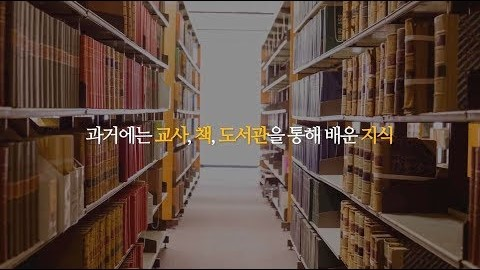 과거에는 교사, 책, 도서관을 통해 배운 지식